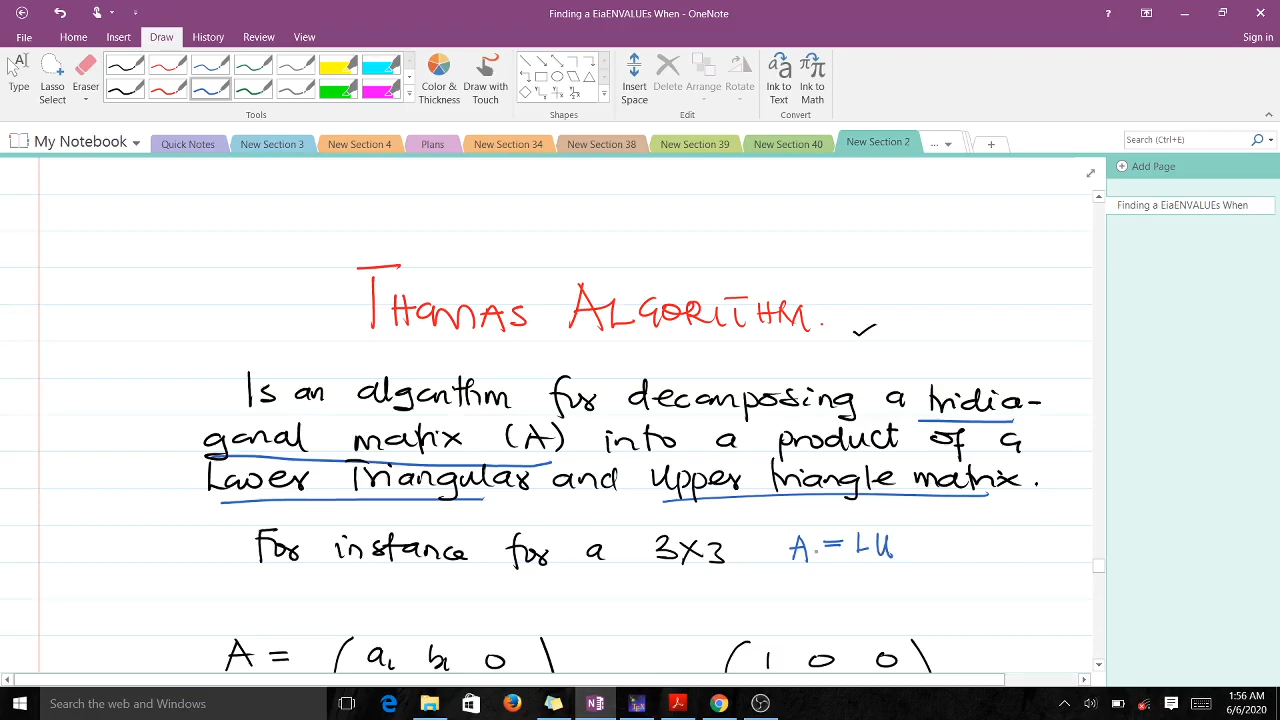 Finding a EiaENVALUEs When - OneNote
File Home Insert Draw History Review View
Sign in
Type
Lasso Select
Eraser
Color & Thickness
Draw with Touch
Insert Space
Delete
Arrange
Rotate
Ink to Text
Ink to Math
Tools
Shapes
Edit
Convert
My Notebook
Quick Notes
New Section 3
New Section 4
Plans
New Section 34
New Section 38
New Section 39
New Section 40
New Section 2
...
Search (Ctrl+E)
Add Page
Finding a EiaENVALUEs When
THOMAS ALGORITHM.
Is an algorithm for decomposing a tridia-
gonal matrix (A) into a product of a
Lower Triangular and Upper triangle matrix.
For instance for a 3x3 A = LU
A = ( a₁ b₁ 0 ) ( 1 0 0 )
Search the web and Windows
1:56 AM
6/6/2020